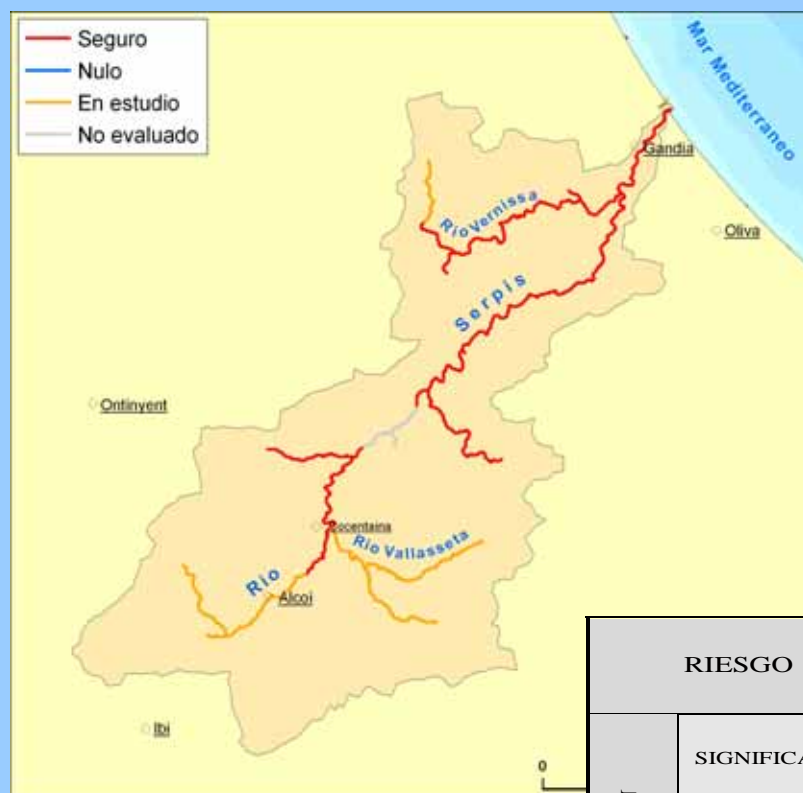 Seguro
Nulo
En estudio
No evaluado
Mar Mediterraneo
Gandia
Río Vernissa
Oliva
Serpis
Ontinyent
Cocentaina
Río Vallasseta
Río
Alcoi
Ibi
0
RIESGO
SIGNIFICA